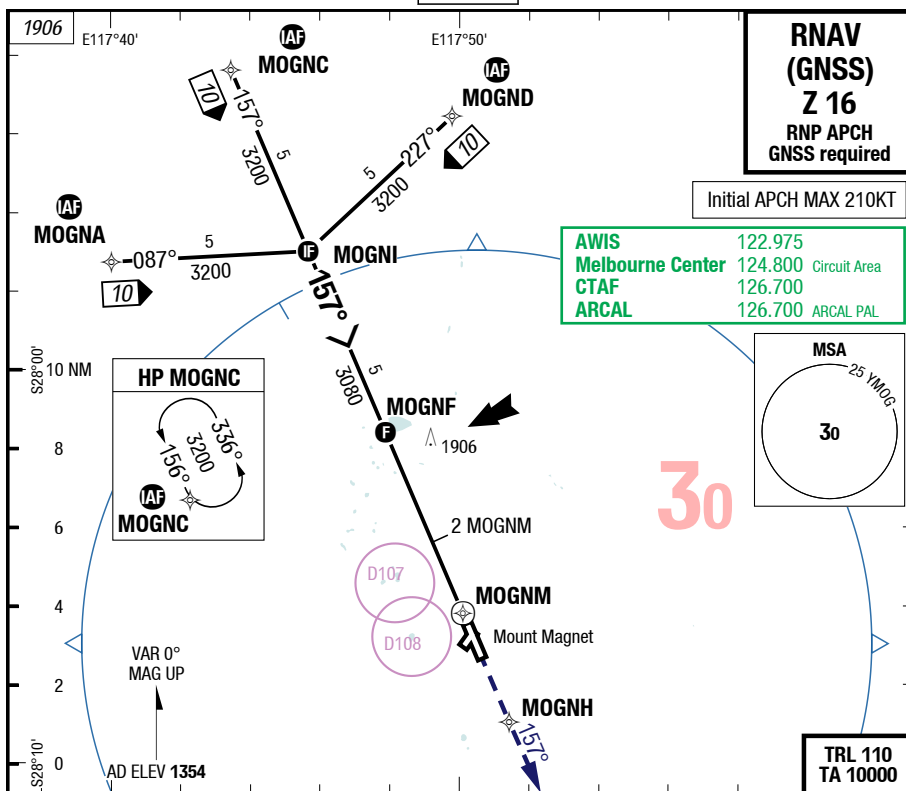 1906
E117°40'
E117°50'
RNAV
(GNSS)
Z 16
RNP APCH
GNSS required
IAF
MOGNC
IAF
MOGND
10
157°
5
3200
227°
5
3200
10
Initial APCH MAX 210KT
IAF
MOGNA
087°
5
3200
10
IF
MOGNI
157°
AWIS 122.975
Melbourne Center 124.800 Circuit Area
CTAF 126.700
ARCAL 126.700 ARCAL PAL
MSA
25 YMOG
30
S28°00'
10 NM
8
6
4
2
0
S28°10'
HP MOGNC
336°
3200
156°
IAF
MOGNC
5
3080
MOGNF
F
1906
30
2 MOGNM
D107
D108
MOGNM
Mount Magnet
MOGNH
157°
VAR 0°
MAG UP
AD ELEV 1354
TRL 110
TA 10000